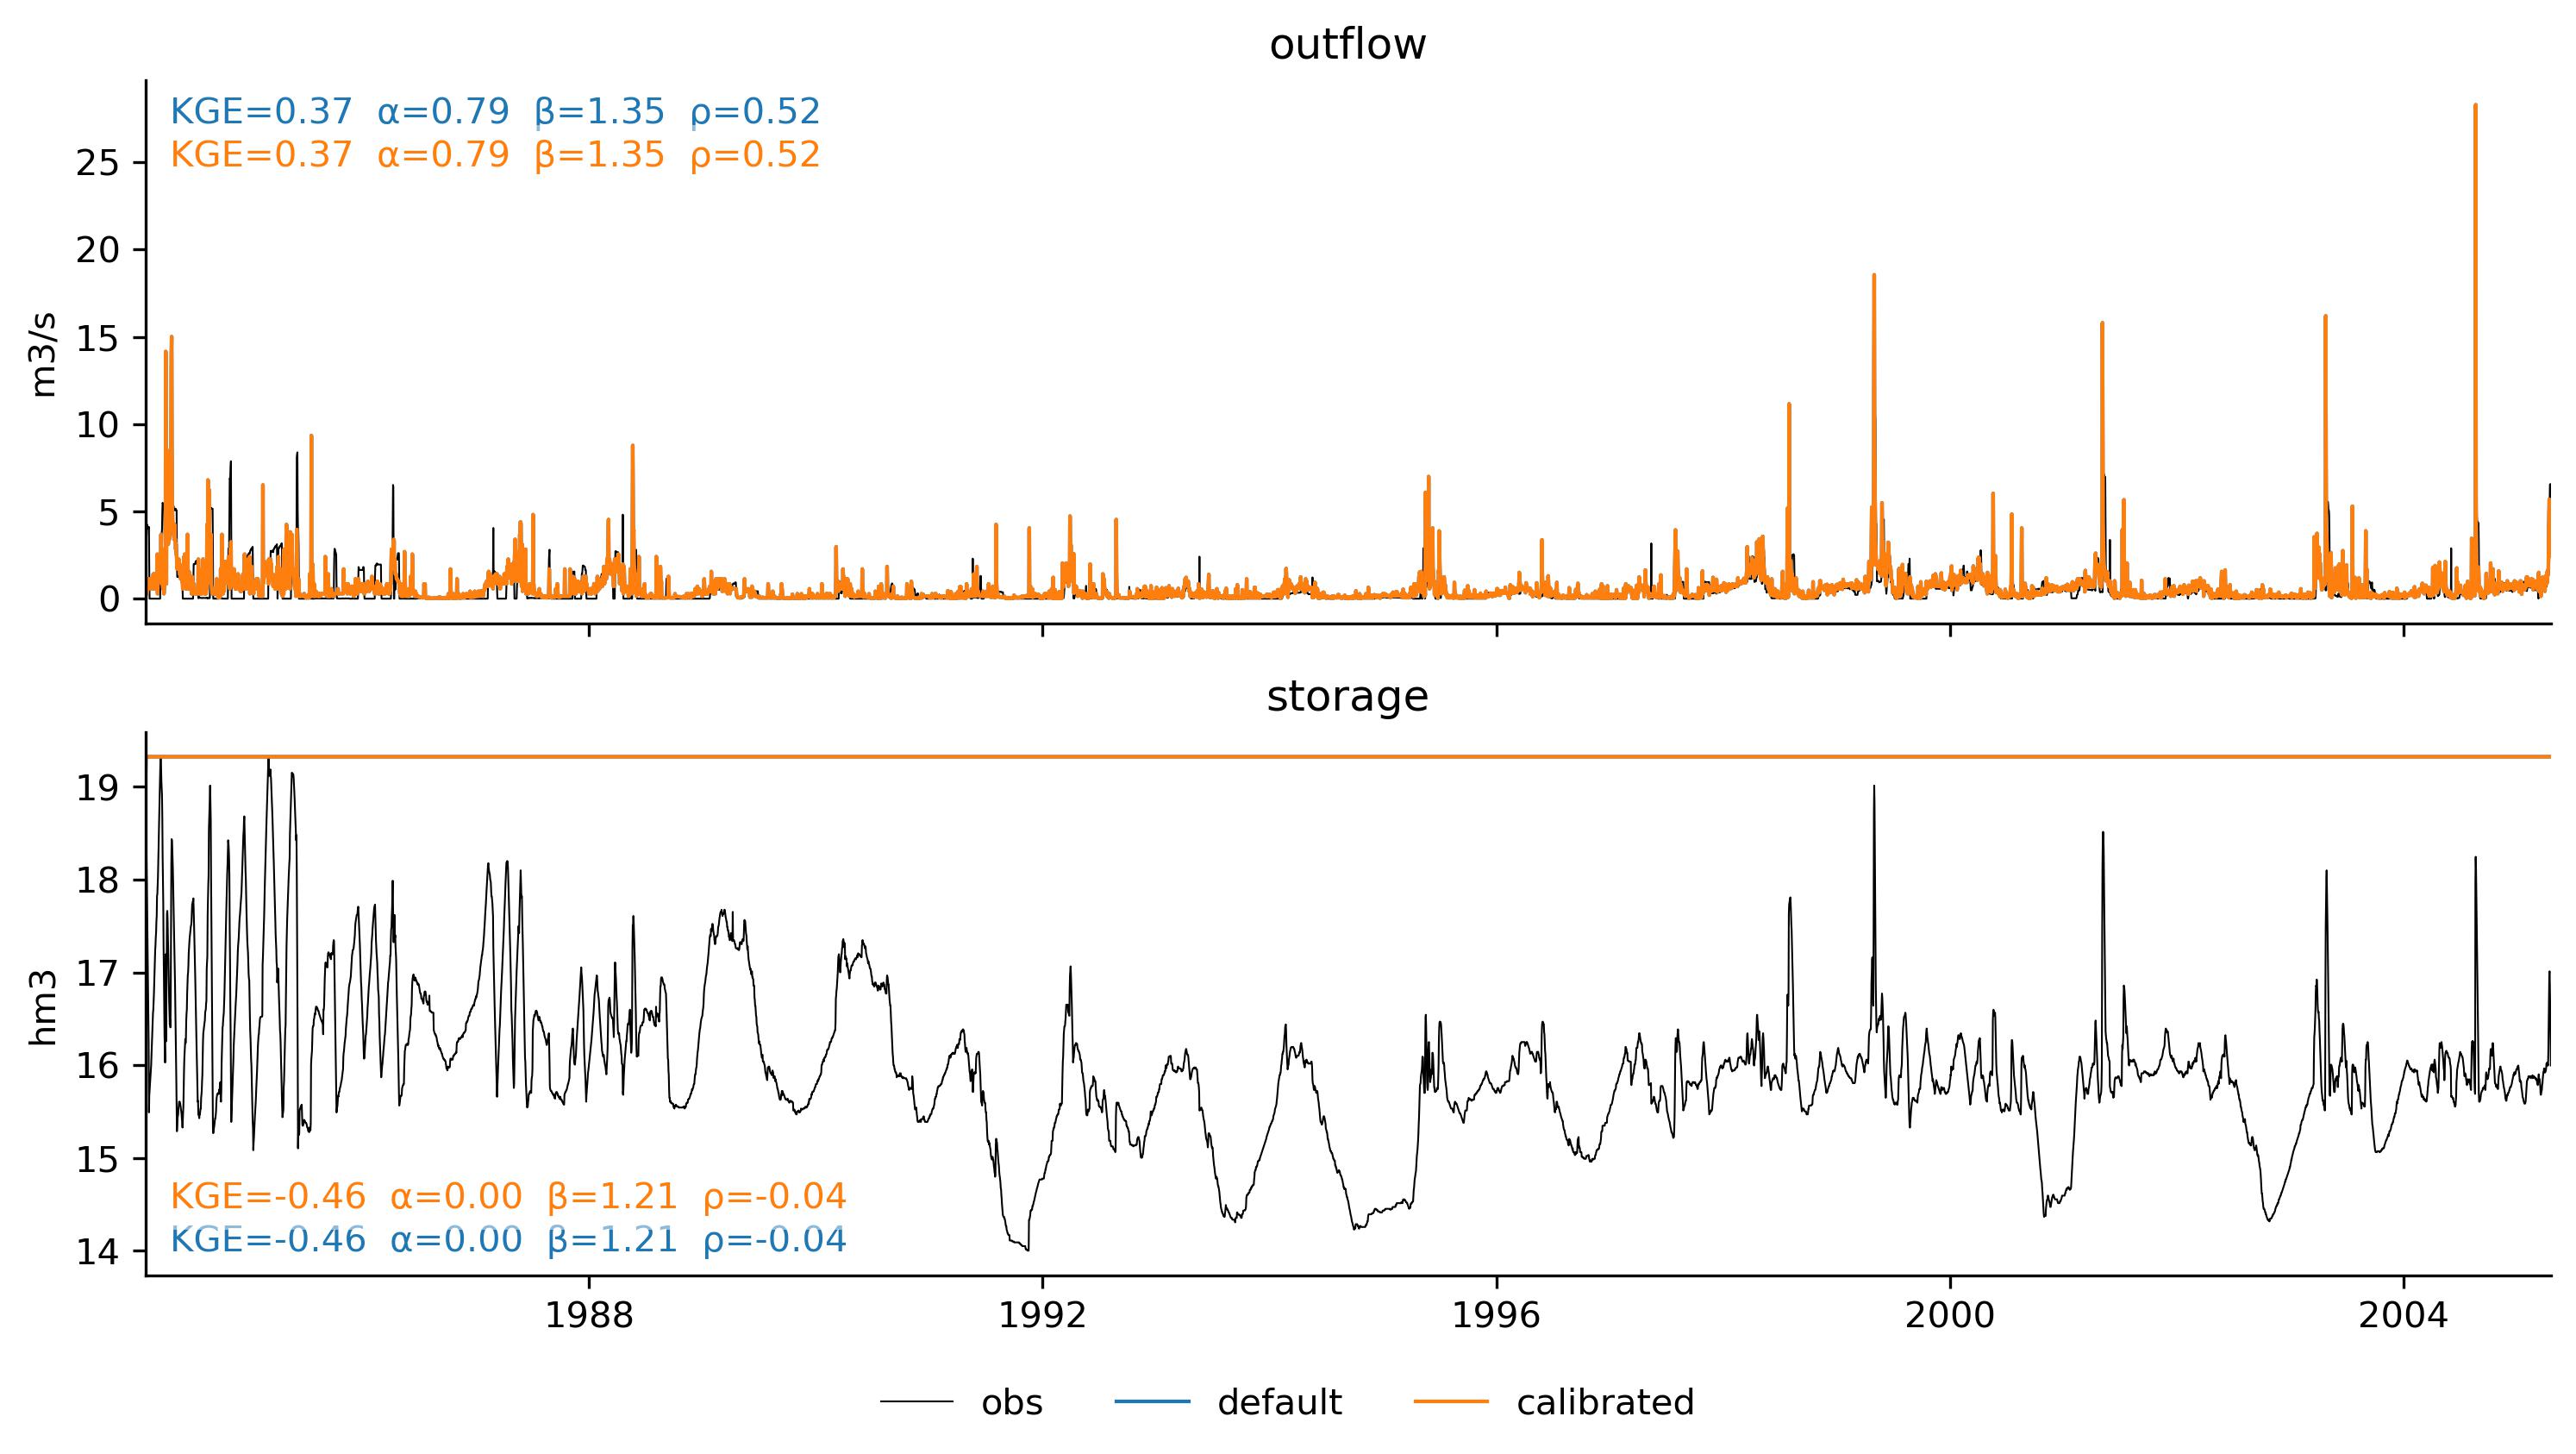 outflow
KGE=0.37 α=0.79 β=1.35 ρ=0.52
KGE=0.37 α=0.79 β=1.35 ρ=0.52
m3/s
25
20
15
10
5
0
storage
hm3
19
18
17
16
15
14
KGE=-0.46 α=0.00 β=1.21 ρ=-0.04
KGE=-0.46 α=0.00 β=1.21 ρ=-0.04
1988 1992 1996 2000 2004
obs default calibrated